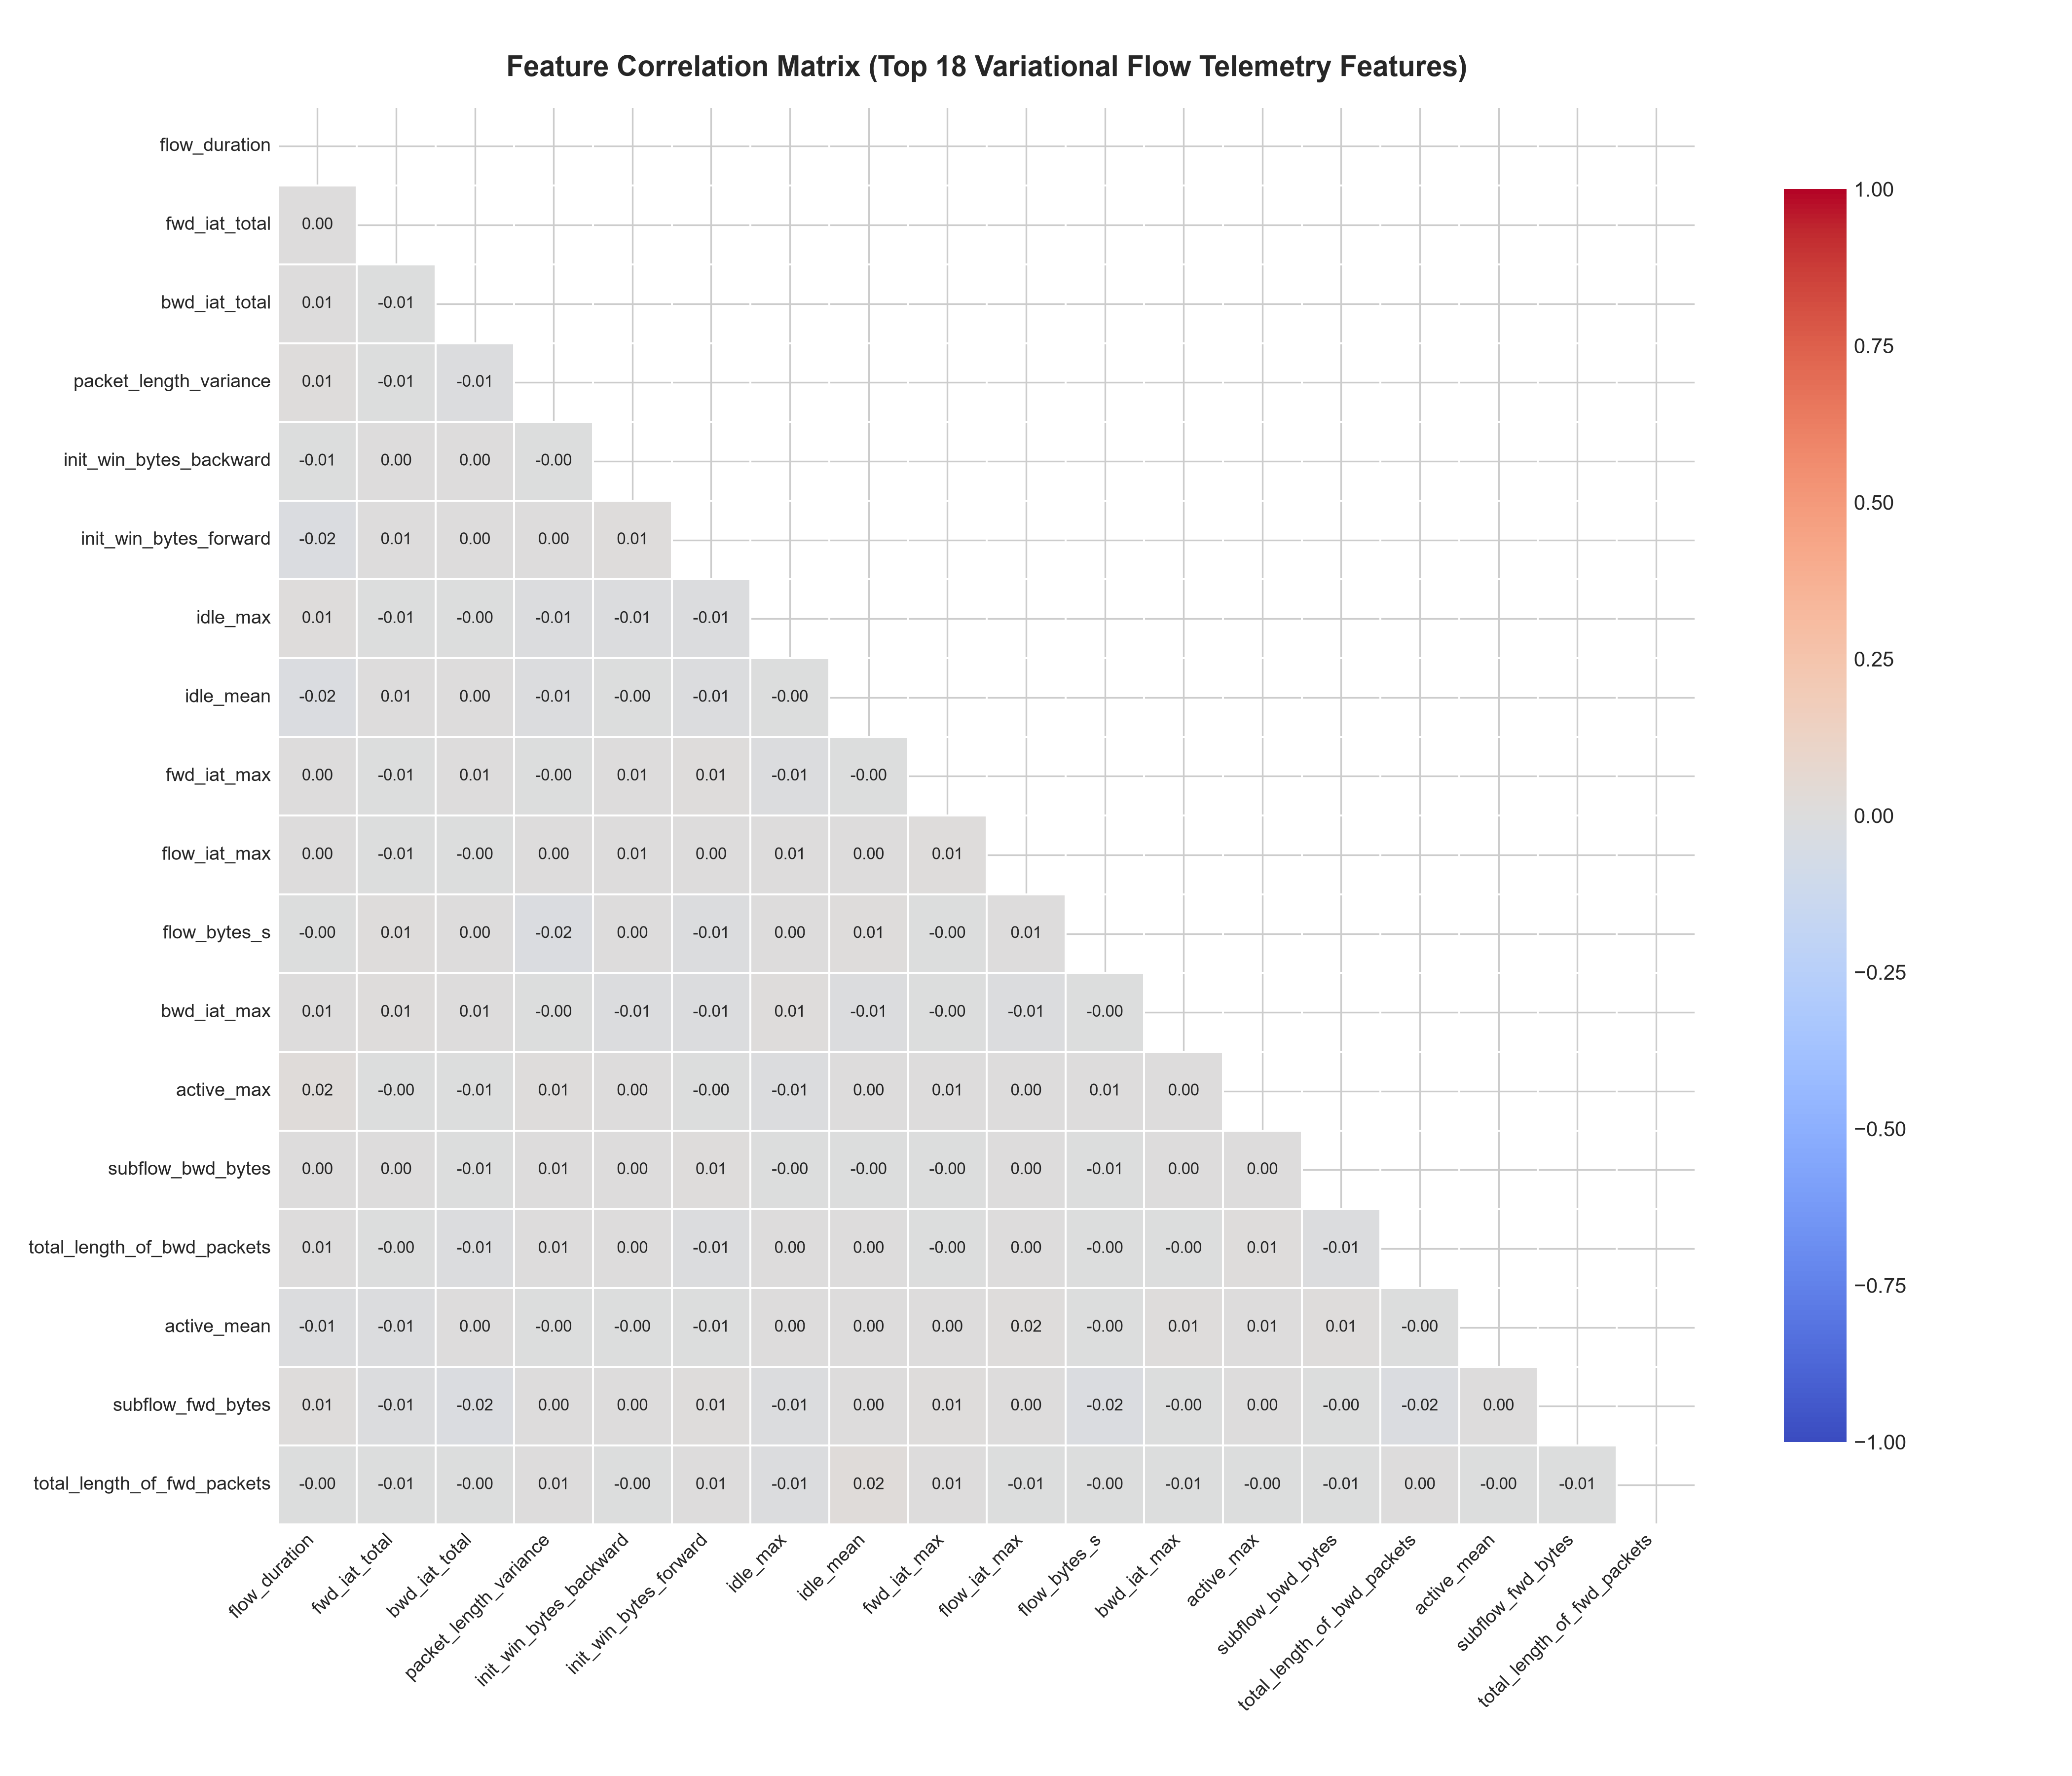 Feature Correlation Matrix (Top 18 Variational Flow Telemetry Features)
flow_duration
fwd_iat_total 0.00
bwd_iat_total 0.01 -0.01
packet_length_variance 0.01 -0.01 -0.01
init_win_bytes_backward -0.01 0.00 0.00 -0.00
init_win_bytes_forward -0.02 0.01 0.00 0.00 0.01
idle_max 0.01 -0.01 -0.00 -0.01 -0.01 -0.01
idle_mean -0.02 0.01 0.00 -0.01 -0.00 -0.01 -0.00
fwd_iat_max 0.00 -0.01 0.01 -0.00 0.01 0.01 -0.01 -0.00
flow_iat_max 0.00 -0.01 -0.00 0.00 0.01 0.00 0.01 0.00 0.01
flow_bytes_s -0.00 0.01 0.00 -0.02 0.00 -0.01 0.00 0.01 -0.00 0.01
bwd_iat_max 0.01 0.01 0.01 -0.00 -0.01 -0.01 0.01 -0.01 -0.00 -0.01 -0.00
active_max 0.02 -0.00 -0.01 0.01 0.00 -0.00 -0.01 0.00 0.01 0.00 0.01 0.00
subflow_bwd_bytes 0.00 0.00 -0.01 0.01 0.00 0.01 -0.00 -0.00 -0.00 0.00 -0.01 0.00 0.00
total_length_of_bwd_packets 0.01 -0.00 -0.01 0.01 0.00 -0.01 0.00 0.00 -0.00 0.00 -0.00 -0.00 0.01 -0.01
active_mean -0.01 -0.01 0.00 -0.00 -0.00 -0.01 0.00 0.00 0.00 0.02 -0.00 0.01 0.01 0.01 -0.00
subflow_fwd_bytes 0.01 -0.01 -0.02 0.00 0.00 0.01 -0.01 0.00 0.01 0.00 -0.02 -0.00 0.00 -0.00 -0.02 0.00
total_length_of_fwd_packets -0.00 -0.01 -0.00 0.01 -0.00 0.01 -0.01 0.02 0.01 -0.01 -0.00 -0.01 -0.00 -0.01 0.00 -0.00 -0.01
flow_duration
fwd_iat_total
bwd_iat_total
packet_length_variance
init_win_bytes_backward
init_win_bytes_forward
idle_max
idle_mean
fwd_iat_max
flow_iat_max
flow_bytes_s
bwd_iat_max
active_max
subflow_bwd_bytes
total_length_of_bwd_packets
active_mean
subflow_fwd_bytes
total_length_of_fwd_packets
1.00
0.75
0.50
0.25
0.00
−0.25
−0.50
−0.75
−1.00